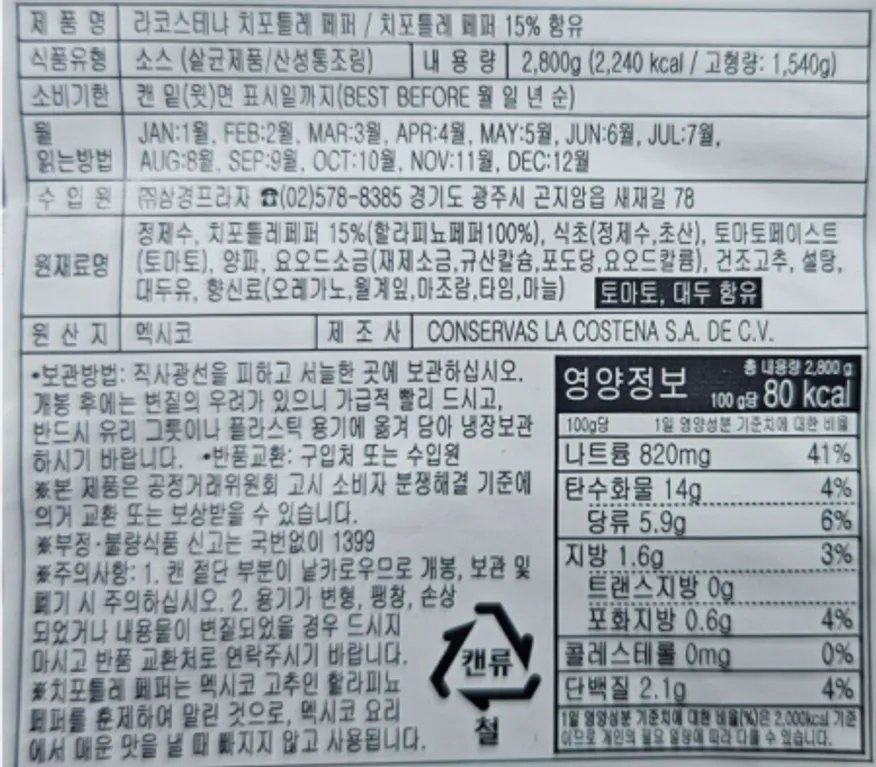 제 품 명 라코스테냐 치포틀레 페퍼 / 치포틀레 페퍼 15% 함유
식품유형 소스 (살균제품/산성통조림) 내 용 량 2,800g (2,240 kcal / 고형량: 1,540g)
소비기한 캔 밑(윗)면 표시일까지(BEST BEFORE 월 일 년 순)
월 읽는방법 JAN:1월, FEB:2월, MAR:3월, APR:4월, MAY:5월, JUN:6월, JUL:7월,
AUG:8월, SEP:9월, OCT:10월, NOV:11월, DEC:12월
수 입 원 ㈜삼경프라자 ☎(02)578-8385 경기도 광주시 곤지암읍 새재길 78
원재료명 정제수, 치포틀레페퍼 15%(할라피뇨페퍼100%), 식초(정제수,초산), 토마토페이스트
(토마토), 양파, 요오드소금(재제소금,규산칼슘,포도당,요오드칼륨), 건조고추, 설탕,
대두유, 향신료(오레가노,월계잎,마조람,타임,마늘) 토마토, 대두 함유
원 산 지 멕시코 제 조 사 CONSERVAS LA COSTENA S.A. DE C.V.
•보관방법: 직사광선을 피하고 서늘한 곳에 보관하십시오.
개봉 후에는 변질의 우려가 있으니 가급적 빨리 드시고,
반드시 유리 그릇이나 플라스틱 용기에 옮겨 담아 냉장보관
하시기 바랍니다. •반품교환: 구입처 또는 수입원
※본 제품은 공정거래위원회 고시 소비자 분쟁해결 기준에
의거 교환 또는 보상받을 수 있습니다.
※부정·불량식품 신고는 국번없이 1399
※주의사항: 1. 캔 절단 부분이 날카로우므로 개봉, 보관 및
폐기 시 주의하십시오. 2. 용기가 변형, 팽창, 손상
되었거나 내용물이 변질되었을 경우 드시지
마시고 반품 교환처로 연락주시기 바랍니다.
※치포틀레 페퍼는 멕시코 고추인 할라피뇨
페퍼를 훈제하여 말린 것으로, 멕시코 요리
에서 매운 맛을 낼 때 빠지지 않고 사용됩니다.
캔류
철
영양정보 총 내용량 2,800 g
100 g당 80 kcal
100g당 1일 영양성분 기준치에 대한 비율
나트륨 820mg 41%
탄수화물 14g 4%
당류 5.9g 6%
지방 1.6g 3%
트랜스지방 0g
포화지방 0.6g 4%
콜레스테롤 0mg 0%
단백질 2.1g 4%
1일 영양성분 기준치에 대한 비율(%)은 2,000kcal 기준
이므로 개인의 필요 열량에 따라 다를 수 있습니다.